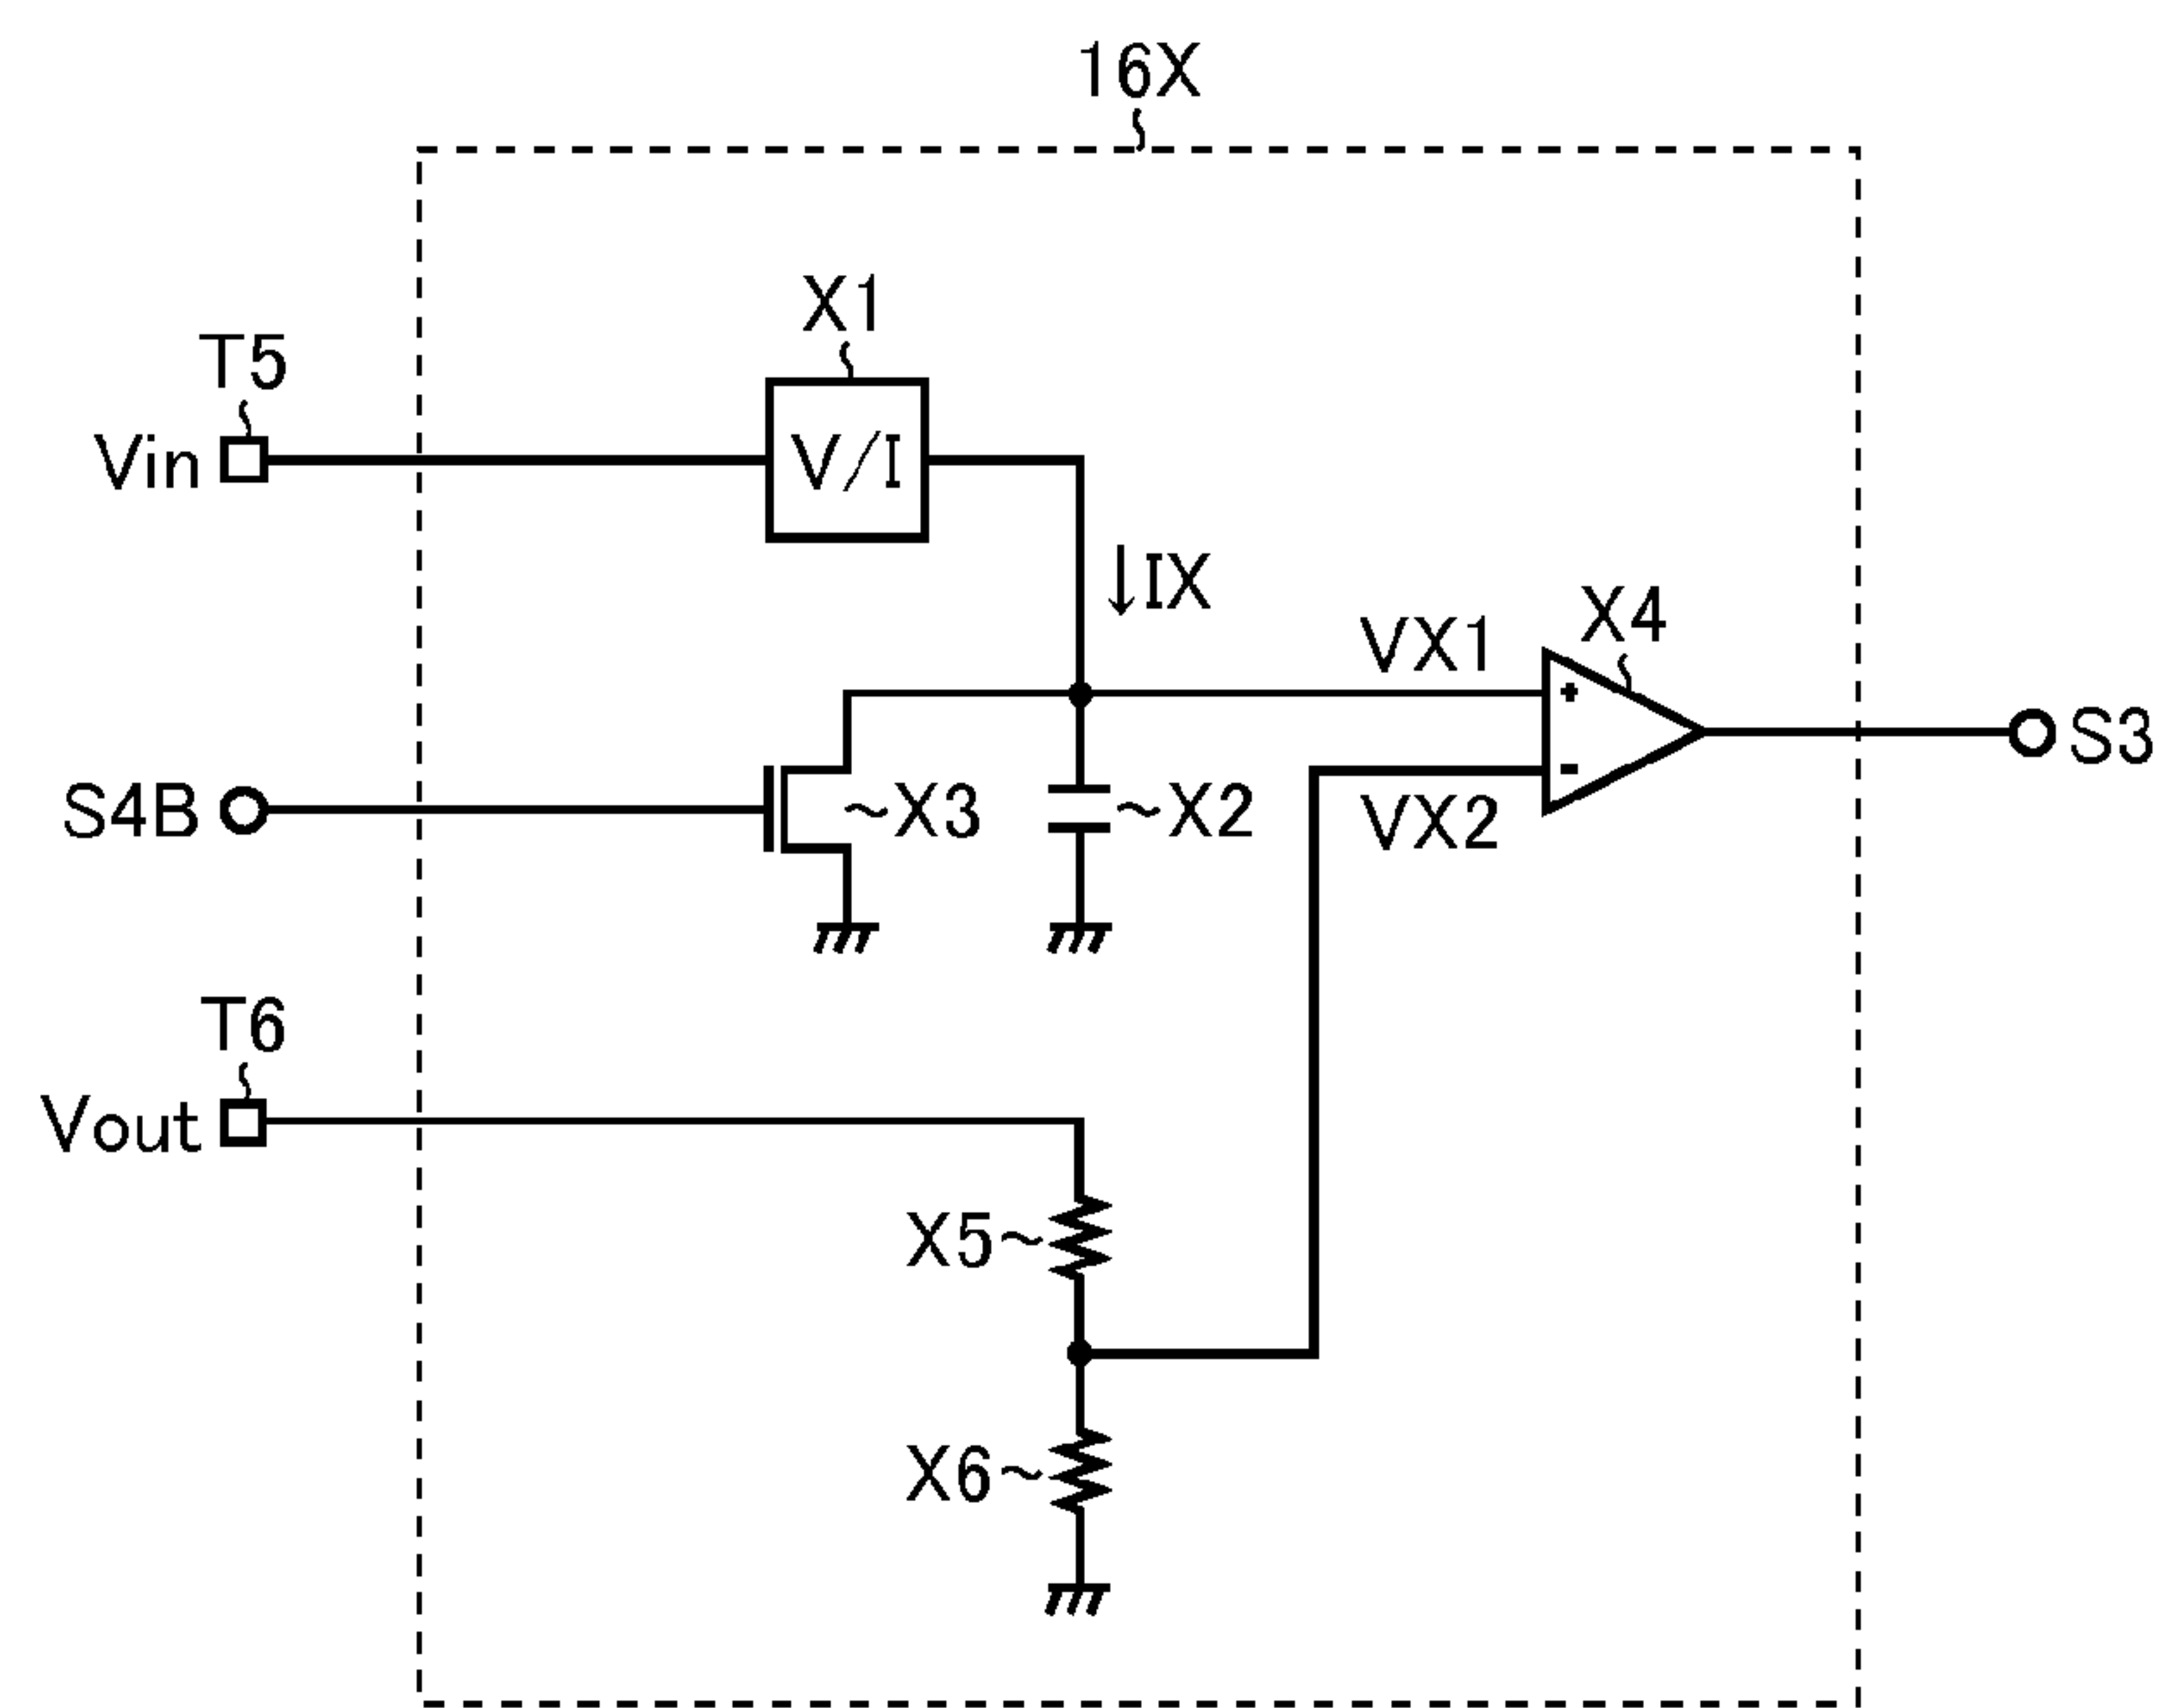 16X
X1
T5
Vin
V/I
↓IX
VX1
X4
+
S3
S4B
~X3
~X2
-
VX2
T6
Vout
X5~
X6~